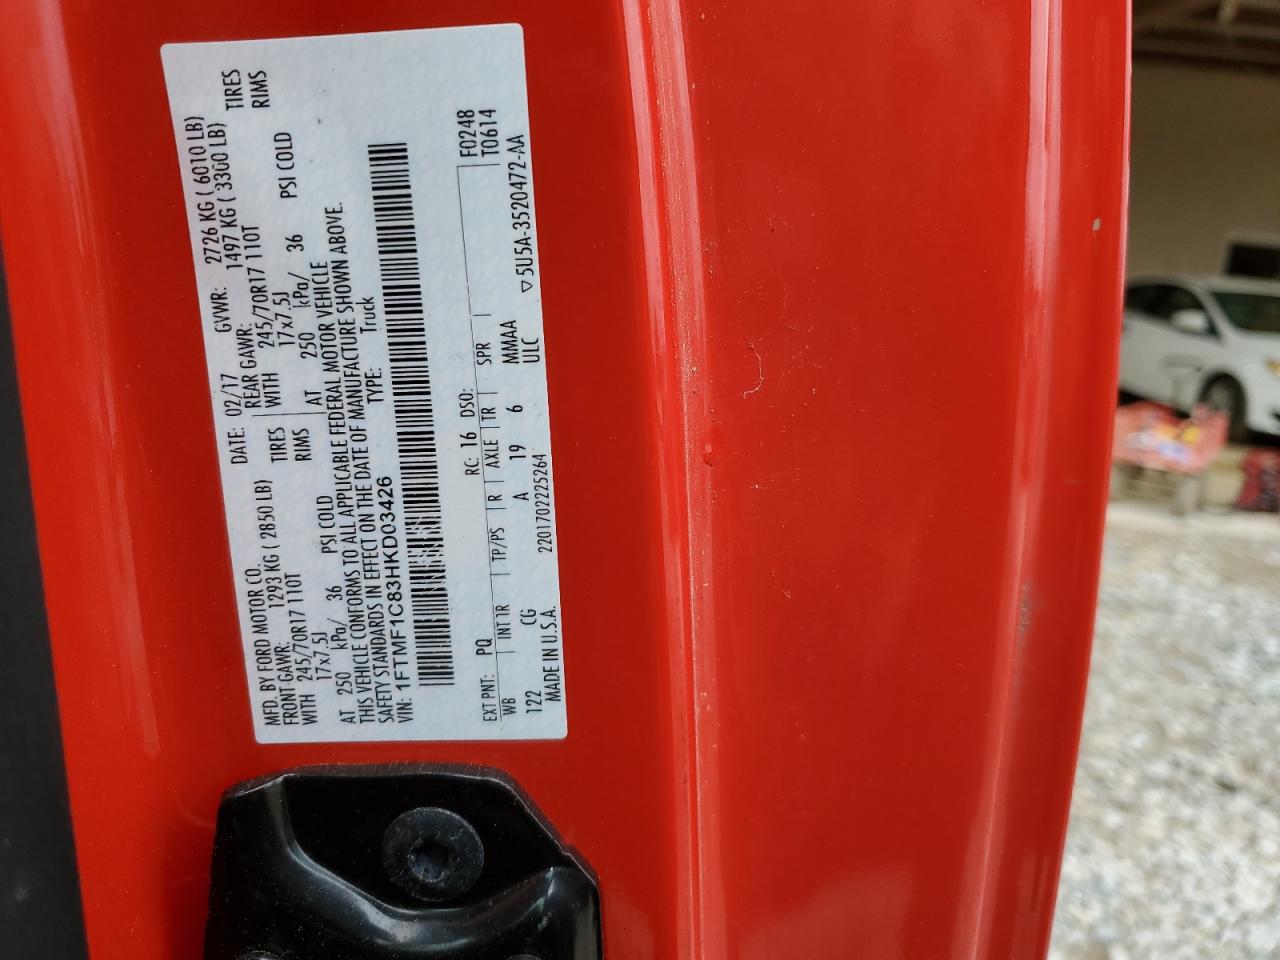 MFD. BY FORD MOTOR CO. DATE: 02/17 GVWR: 2726 KG ( 6010 LB)
FRONT GAWR: 1293 KG ( 2850 LB) REAR GAWR: 1497 KG ( 3300 LB)
WITH 245/70R17 110T TIRES WITH 245/70R17 110T TIRES
17x7.5J RIMS 17x7.5J RIMS
AT 250 kPa/ 36 PSI COLD AT 250 kPa/ 36 PSI COLD
THIS VEHICLE CONFORMS TO ALL APPLICABLE FEDERAL MOTOR VEHICLE
SAFETY STANDARDS IN EFFECT ON THE DATE OF MANUFACTURE SHOWN ABOVE.
VIN: 1FTMF1C83HKD03426 TYPE: Truck
EXT PNT: PQ RC: 16 DSO: F0248
WB INT TR TP/PS R AXLE TR SPR T0614
122 CG A 19 6 MMAA
MADE IN U.S.A. 2201702225264 ULC ▽5U5A-3520472-AA